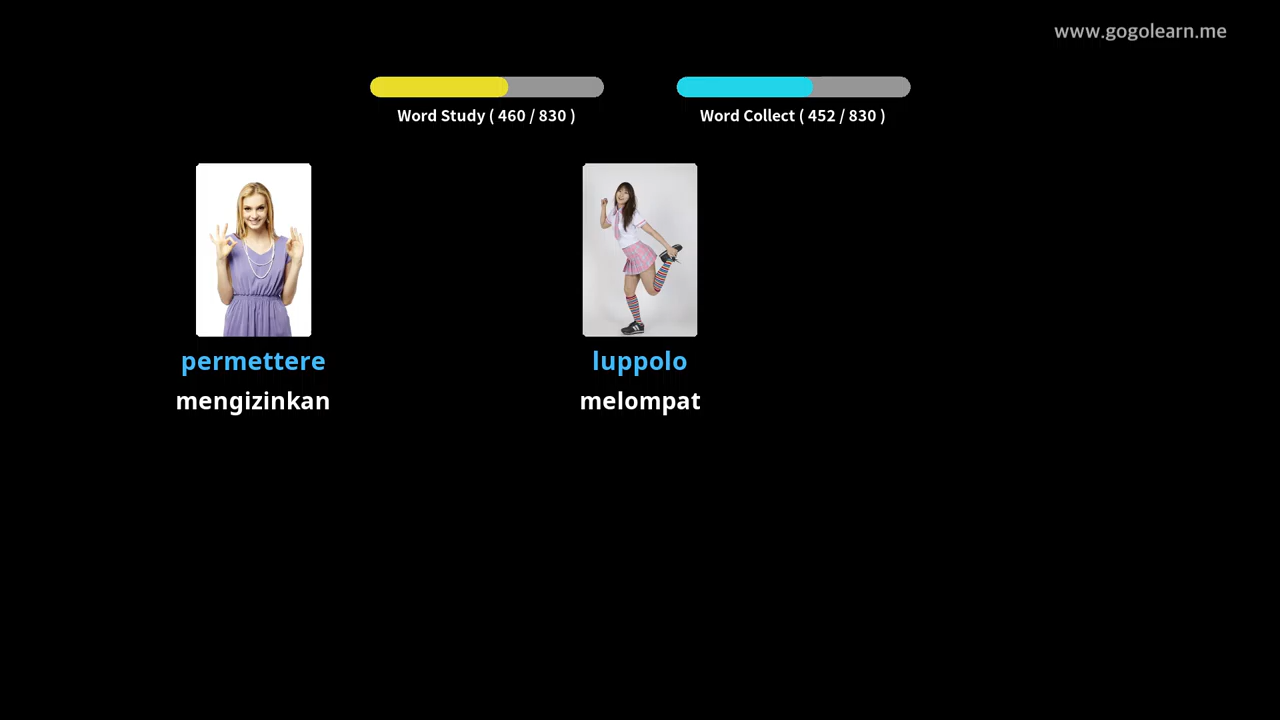 www.gogolearn.me
Word Study ( 460 / 830 )
Word Collect ( 452 / 830 )
permettere
mengizinkan
luppolo
melompat